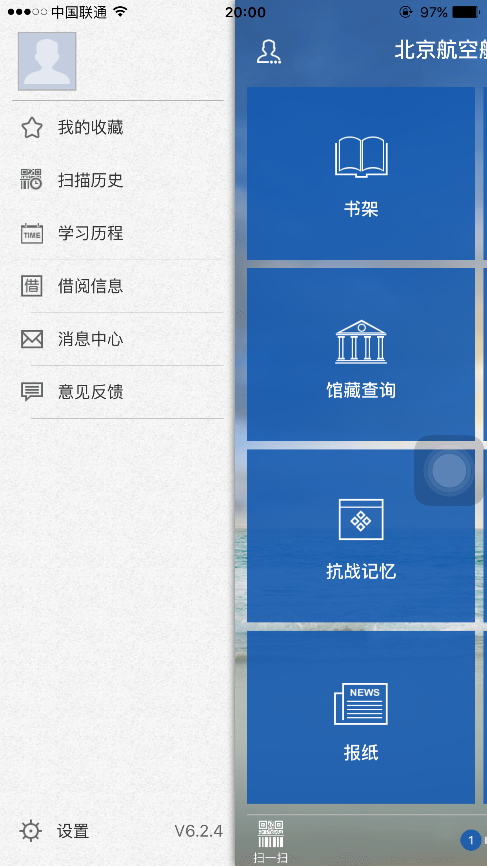 中国联通 20:00 97%
北京航空
我的收藏
扫描历史
TIME 学习历程
借 借阅信息
消息中心
意见反馈
设置 V6.2.4
书架
馆藏查询
抗战记忆
NEWS
报纸
扫一扫
1